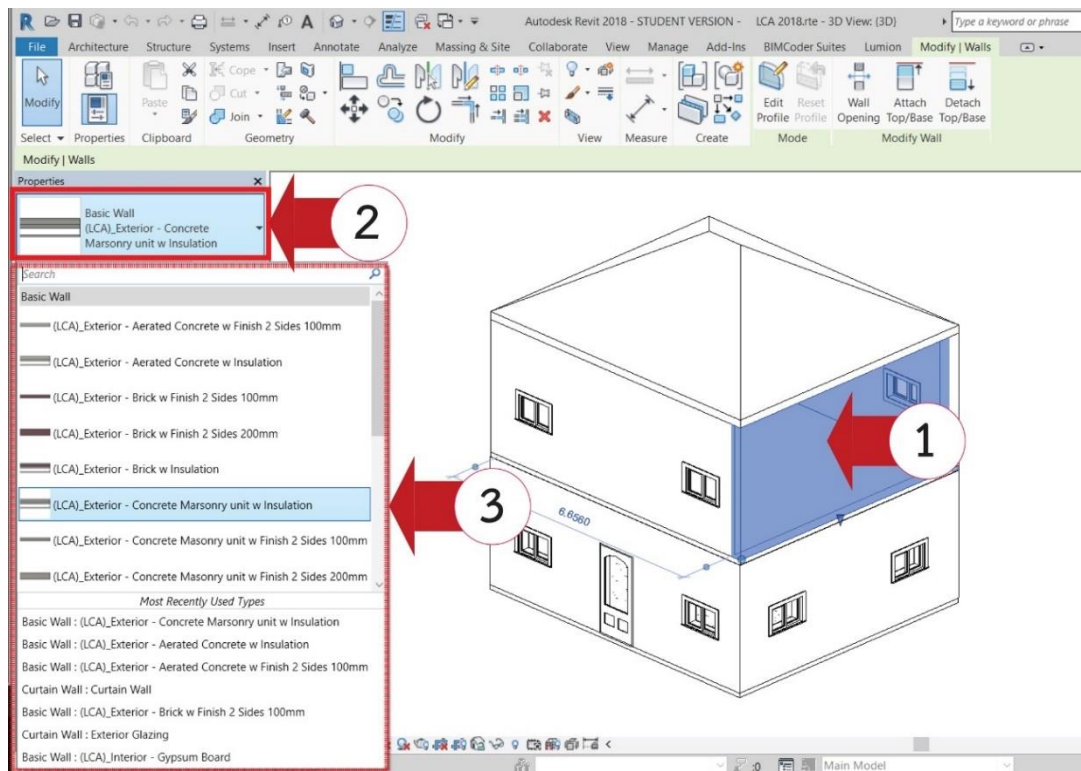 Autodesk Revit 2018 - STUDENT VERSION - LCA 2018.rte - 3D View: {3D}
Type a keyword or phrase
File Architecture Structure Systems Insert Annotate Analyze Massing & Site Collaborate View Manage Add-Ins BIMCoder Suites Lumion Modify | Walls
Modify
Paste
Cope
Cut
Join
Edit Profile
Reset Profile
Wall Opening
Attach Top/Base
Detach Top/Base
Select Properties Clipboard Geometry Modify View Measure Create Mode Modify Wall
Modify | Walls
Properties
Basic Wall
(LCA)_Exterior - Concrete
Marsonry unit w Insulation
2
Search
Basic Wall
(LCA)_Exterior - Aerated Concrete w Finish 2 Sides 100mm
(LCA)_Exterior - Aerated Concrete w Insulation
(LCA)_Exterior - Brick w Finish 2 Sides 100mm
(LCA)_Exterior - Brick w Finish 2 Sides 200mm
(LCA)_Exterior - Brick w Insulation
(LCA)_Exterior - Concrete Marsonry unit w Insulation
(LCA)_Exterior - Concrete Masonry unit w Finish 2 Sides 100mm
(LCA)_Exterior - Concrete Masonry unit w Finish 2 Sides 200mm
3
1
6.6560
Most Recently Used Types
Basic Wall : (LCA)_Exterior - Concrete Marsonry unit w Insulation
Basic Wall : (LCA)_Exterior - Aerated Concrete w Insulation
Basic Wall : (LCA)_Exterior - Aerated Concrete w Finish 2 Sides 100mm
Curtain Wall : Curtain Wall
Basic Wall : (LCA)_Exterior - Brick w Finish 2 Sides 100mm
Curtain Wall : Exterior Glazing
Basic Wall : (LCA)_Interior - Gypsum Board
:0
Main Model